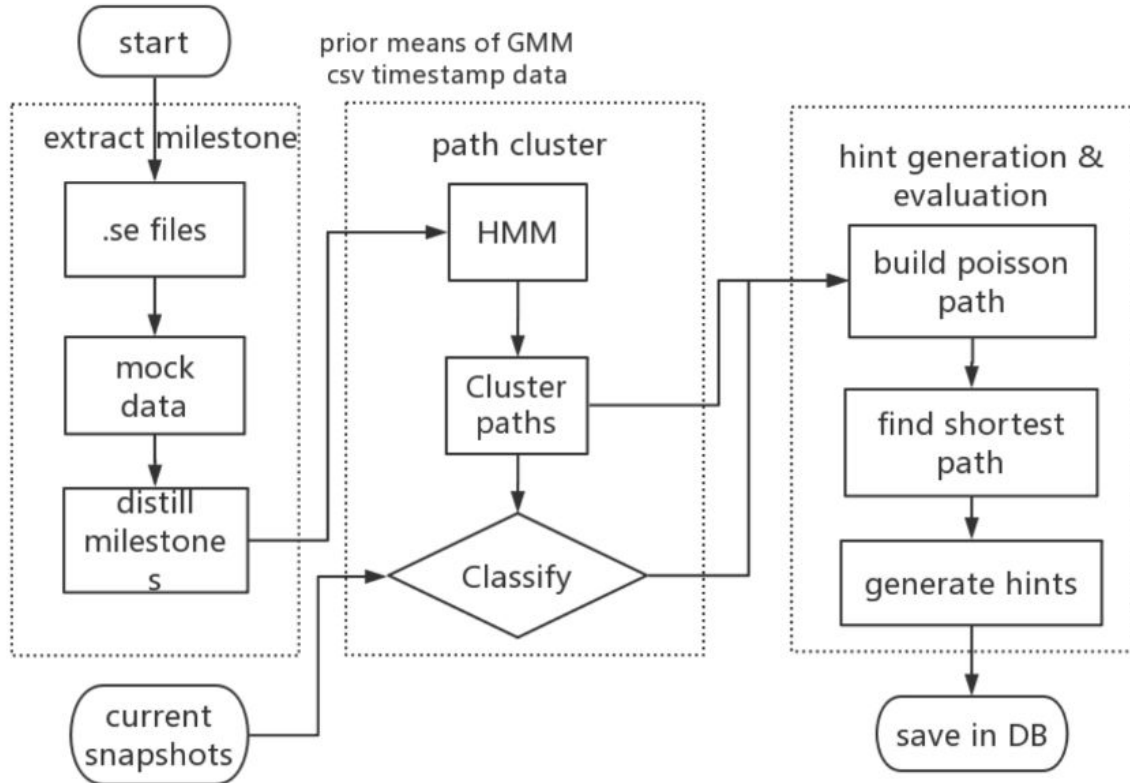 start
extract milestone
.se files
mock
data
distill
milestone
s
current
snapshots
prior means of GMM
csv timestamp data
path cluster
HMM
Cluster
paths
Classify
hint generation &
evaluation
build poisson
path
find shortest
path
generate hints
save in DB